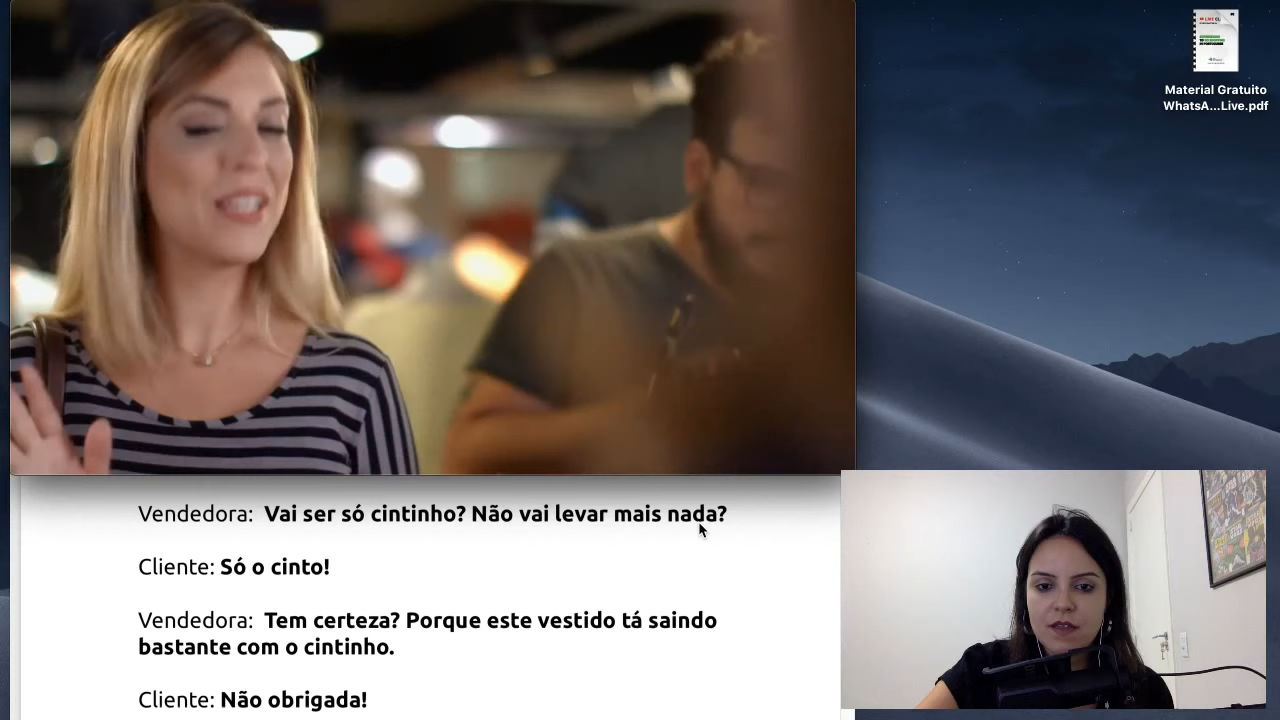 Material Gratuito
WhatsA...Live.pdf
Vendedora: Vai ser só cintinho? Não vai levar mais nada?
Cliente: Só o cinto!
Vendedora: Tem certeza? Porque este vestido tá saindo
bastante com o cintinho.
Cliente: Não obrigada!